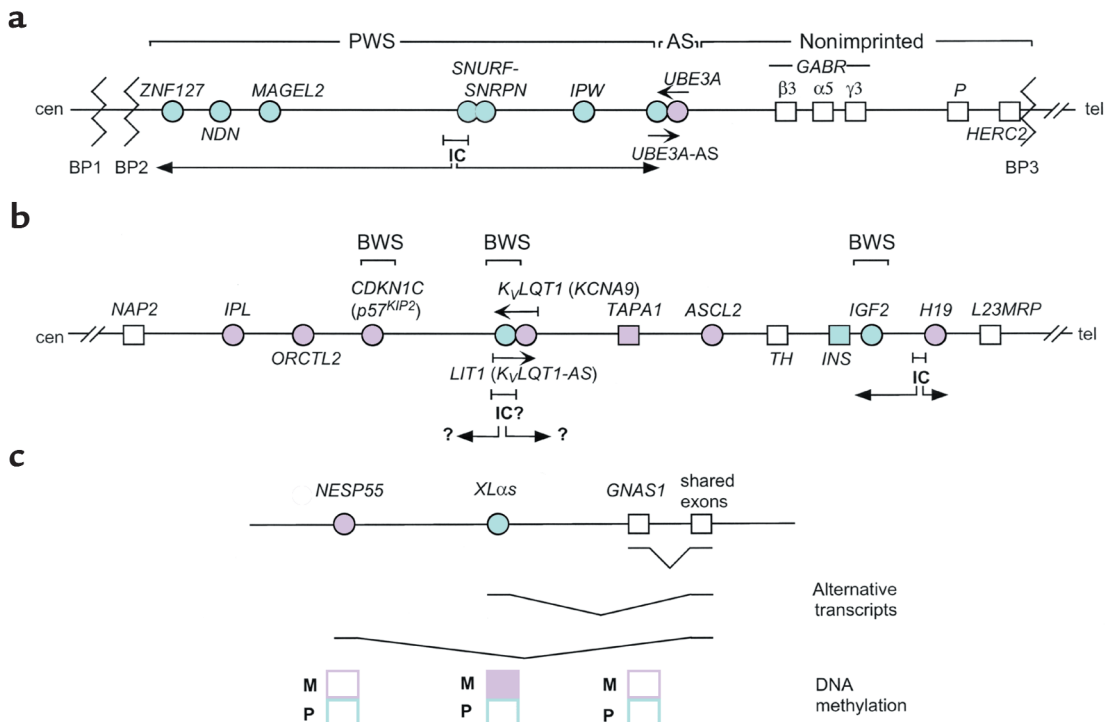 a
PWS AS Nonimprinted
SNURF- GABR
ZNF127 MAGEL2 SNRPN IPW UBE3A β3 α5 γ3 P
cen tel
NDN HERC2
IC UBE3A-AS
BP1 BP2 BP3
b
BWS BWS BWS
CDKN1C KVLQT1 (KCNA9)
NAP2 IPL (p57KIP2) TAPA1 ASCL2 IGF2 H19 L23MRP
cen tel
ORCTL2 TH INS
LIT1 (KVLQT1-AS) IC
IC?
? ?
c
NESP55 XLαs GNAS1 shared
exons
Alternative
transcripts
M M M DNA
P P P methylation